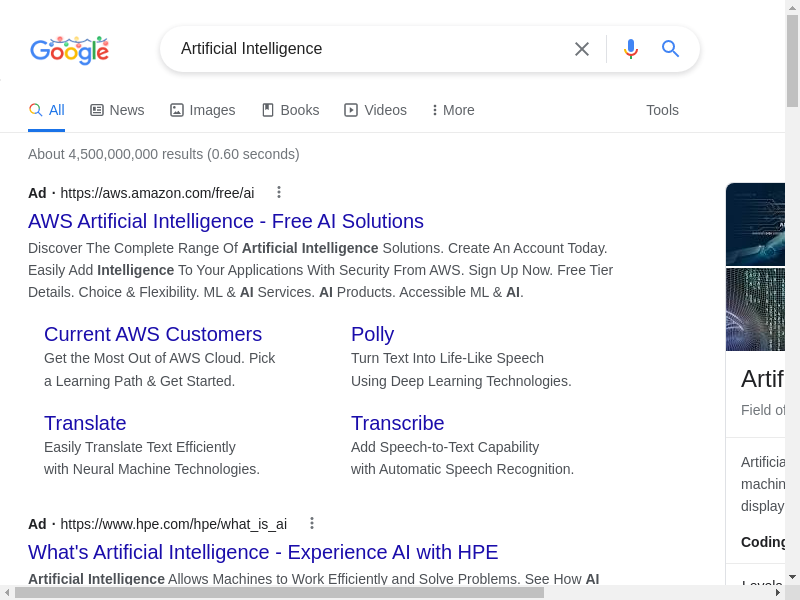 Google
Artificial Intelligence
All News Images Books Videos More Tools
About 4,500,000,000 results (0.60 seconds)
Ad · https://aws.amazon.com/free/ai
AWS Artificial Intelligence - Free AI Solutions
Discover The Complete Range Of Artificial Intelligence Solutions. Create An Account Today.
Easily Add Intelligence To Your Applications With Security From AWS. Sign Up Now. Free Tier
Details. Choice & Flexibility. ML & AI Services. AI Products. Accessible ML & AI.
Current AWS Customers
Get the Most Out of AWS Cloud. Pick
a Learning Path & Get Started.
Polly
Turn Text Into Life-Like Speech
Using Deep Learning Technologies.
Translate
Easily Translate Text Efficiently
with Neural Machine Technologies.
Transcribe
Add Speech-to-Text Capability
with Automatic Speech Recognition.
Ad · https://www.hpe.com/hpe/what_is_ai
What's Artificial Intelligence - Experience AI with HPE
Artificial Intelligence Allows Machines to Work Efficiently and Solve Problems. See How AI
Artif
Field of
Artificia
machin
display
Coding